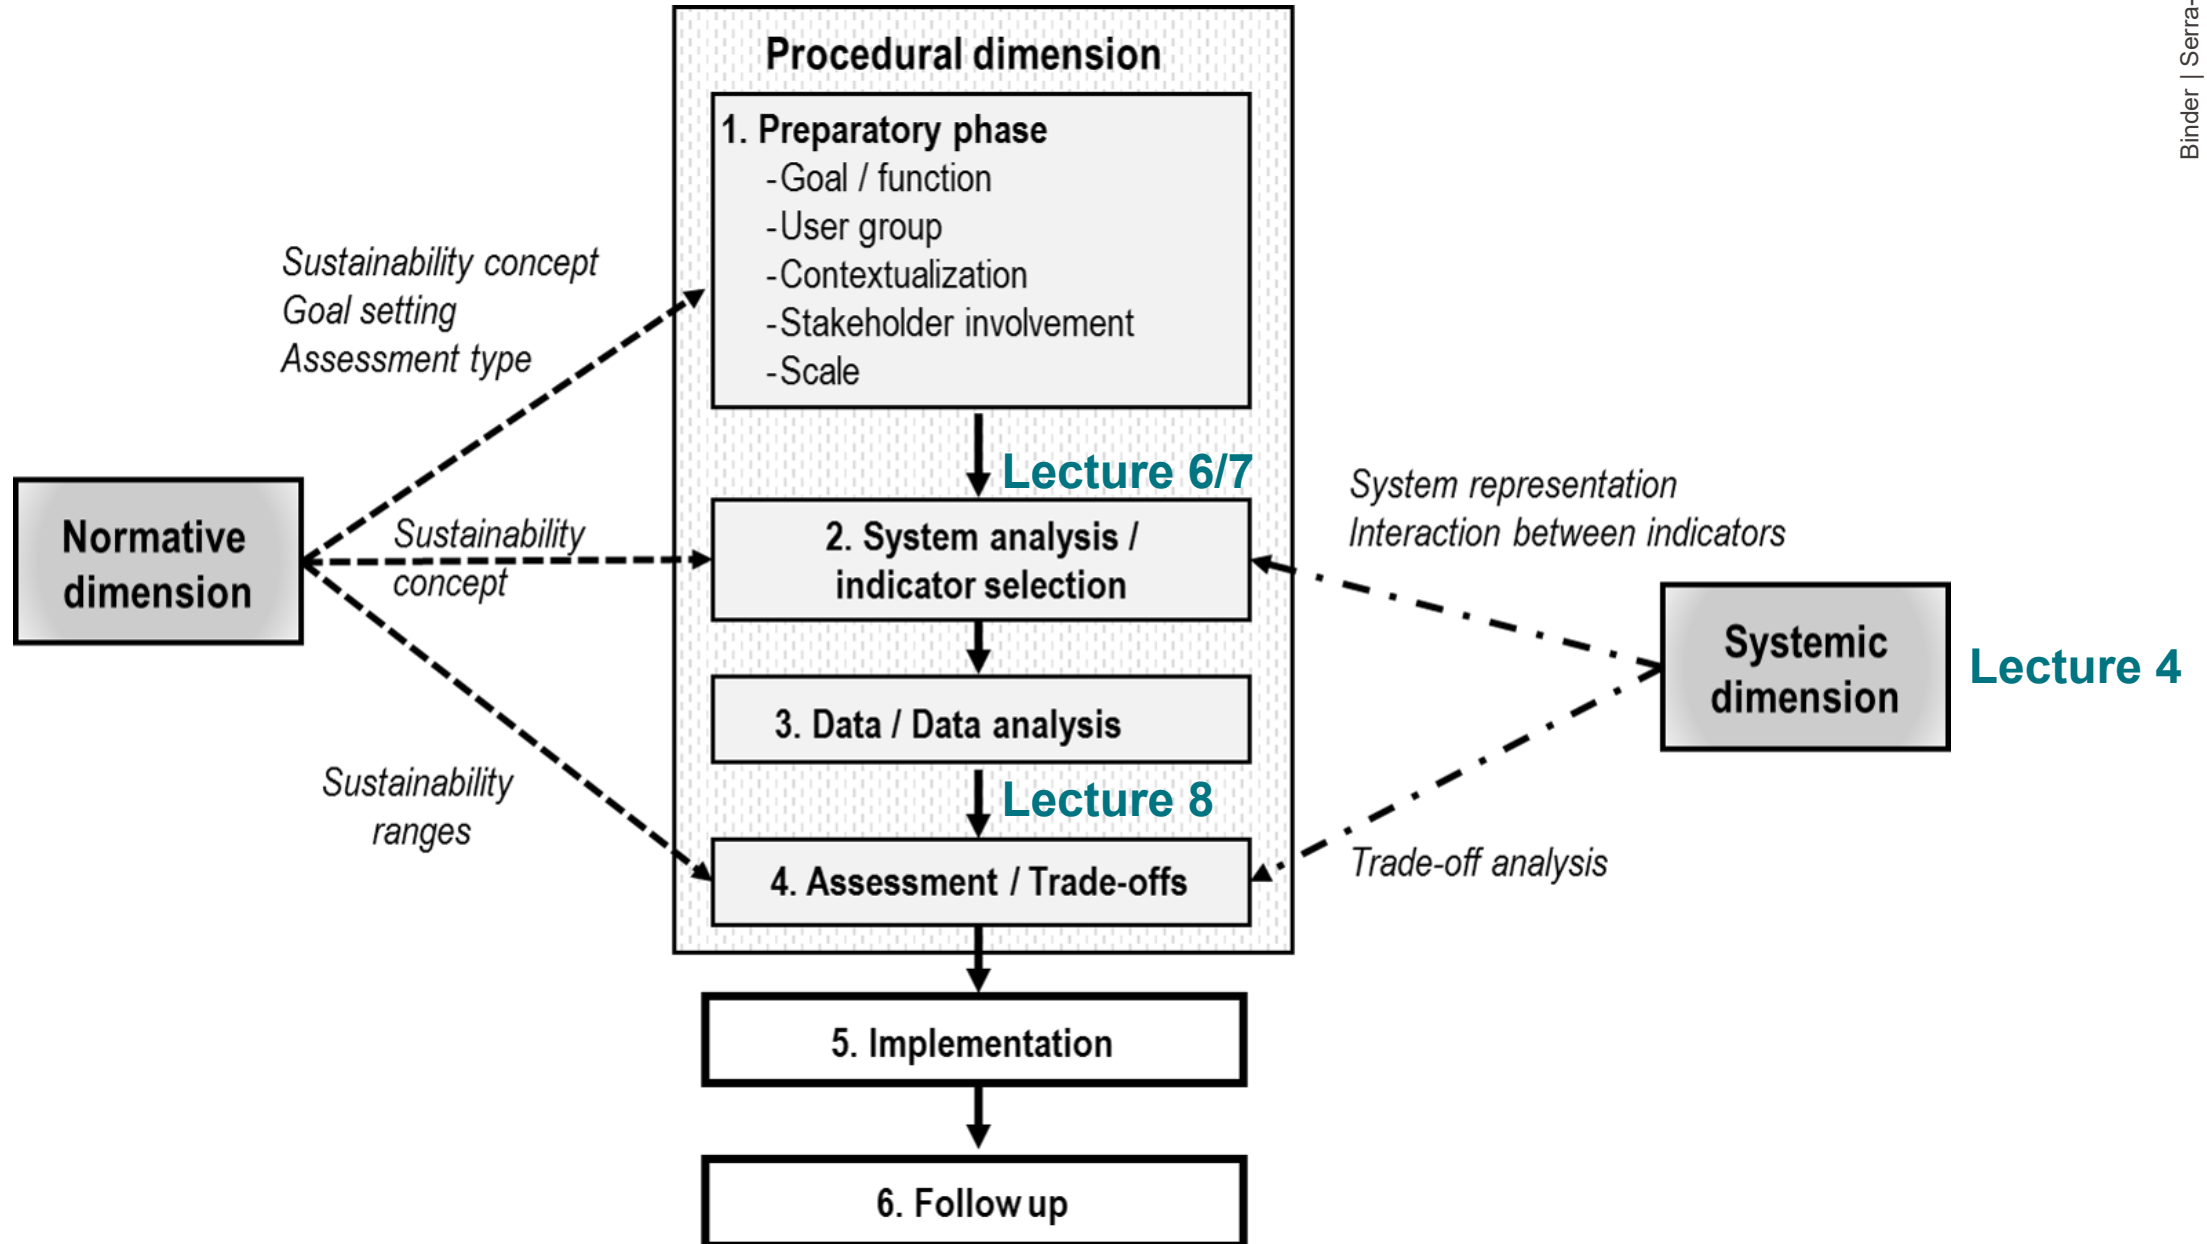 Procedural dimension
1. Preparatory phase
-Goal / function
-User group
-Contextualization
-Stakeholder involvement
-Scale
Sustainability concept
Goal setting
Assessment type
Lecture 6/7
Normative
dimension
Sustainability
concept
2. System analysis /
indicator selection
System representation
Interaction between indicators
Systemic
dimension
Lecture 4
3. Data / Data analysis
Lecture 8
Sustainability
ranges
4. Assessment / Trade-offs
Trade-off analysis
5. Implementation
6. Follow up
Binder | Serra-